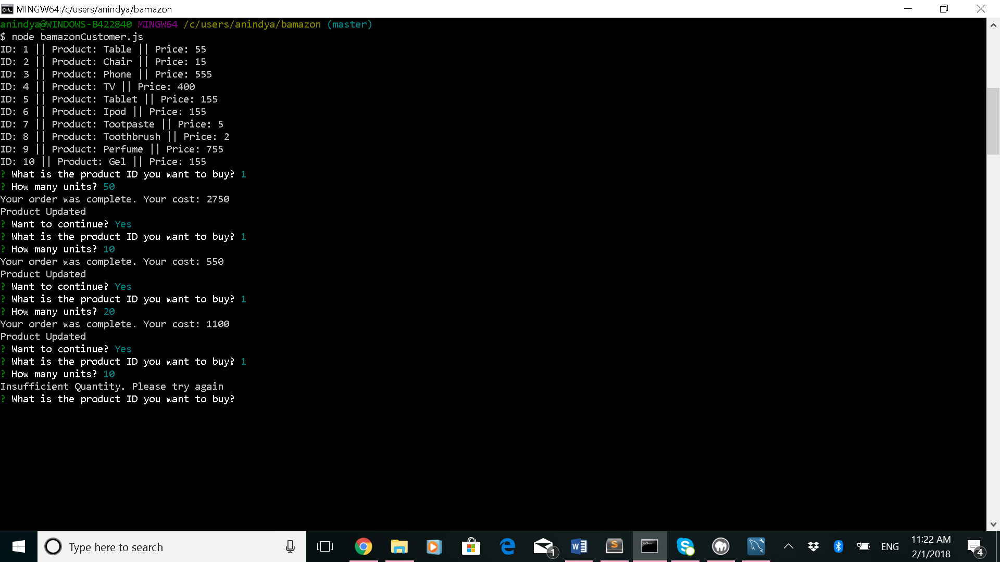 MINGW64:/c/users/anindya/bamazon
anindya@WINDOWS-B422840 MINGW64 /c/users/anindya/bamazon (master)
$ node bamazonCustomer.js
ID: 1 || Product: Table || Price: 55
ID: 2 || Product: Chair || Price: 15
ID: 3 || Product: Phone || Price: 555
ID: 4 || Product: TV || Price: 400
ID: 5 || Product: Tablet || Price: 155
ID: 6 || Product: Ipod || Price: 155
ID: 7 || Product: Tootpaste || Price: 5
ID: 8 || Product: Toothbrush || Price: 2
ID: 9 || Product: Perfume || Price: 755
ID: 10 || Product: Gel || Price: 155
? What is the product ID you want to buy? 1
? How many units? 50
Your order was complete. Your cost: 2750
Product Updated
? Want to continue? Yes
? What is the product ID you want to buy? 1
? How many units? 10
Your order was complete. Your cost: 550
Product Updated
? Want to continue? Yes
? What is the product ID you want to buy? 1
? How many units? 20
Your order was complete. Your cost: 1100
Product Updated
? Want to continue? Yes
? What is the product ID you want to buy? 1
? How many units? 10
Insufficient Quantity. Please try again
? What is the product ID you want to buy?
Type here to search
1
ENG
11:22 AM
2/1/2018
4